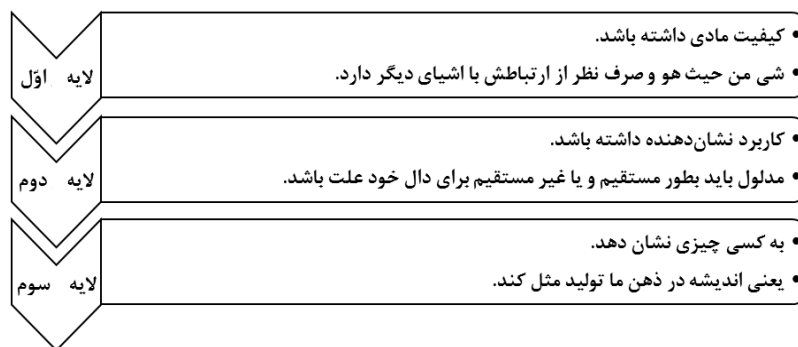 لایه اوّل
• کیفیت مادی داشته باشد.
• شی من حیث هو و صرف نظر از ارتباطش با اشیای دیگر دارد.
لایه دوم
• کاربرد نشان‌دهنده داشته باشد.
• مدلول باید بطور مستقیم و یا غیر مستقیم برای دال خود علت باشد.
لایه سوم
• به کسی چیزی نشان دهد.
• یعنی اندیشه در ذهن ما تولید مثل کند.